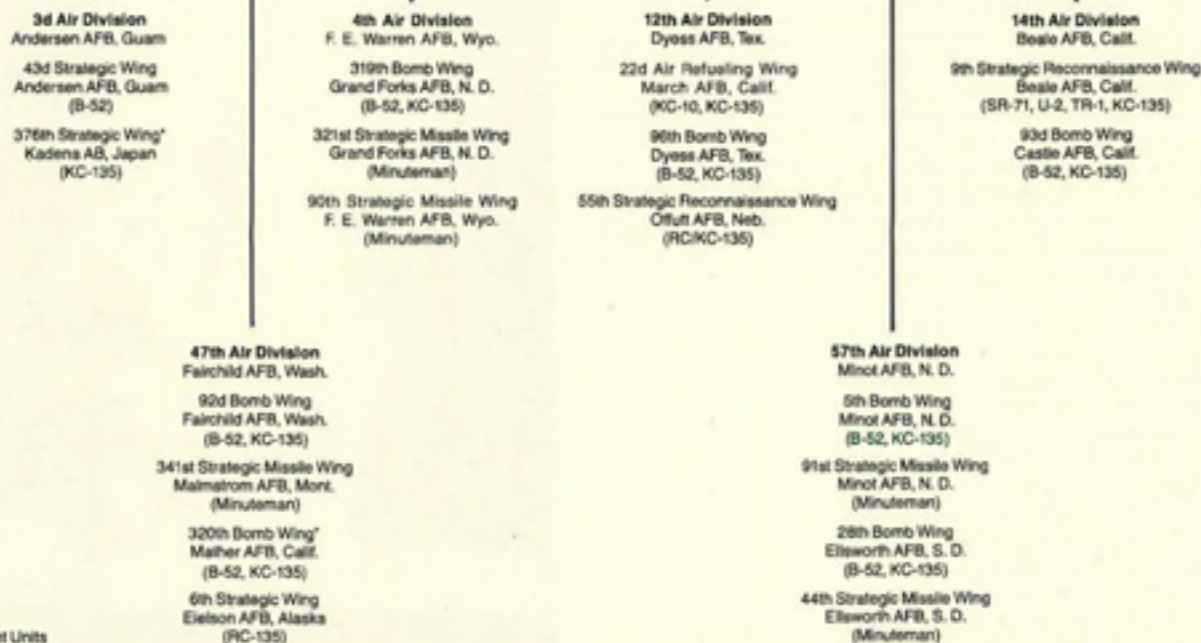 3d Air Division
Andersen AFB, Guam
43d Strategic Wing
Andersen AFB, Guam
(B-52)
376th Strategic Wing*
Kadena AB, Japan
(KC-135)
4th Air Division
F. E. Warren AFB, Wyo.
319th Bomb Wing
Grand Forks AFB, N. D.
(B-52, KC-135)
321st Strategic Missile Wing
Grand Forks AFB, N. D.
(Minuteman)
90th Strategic Missile Wing
F. E. Warren AFB, Wyo.
(Minuteman)
12th Air Division
Dyess AFB, Tex.
22d Air Refueling Wing
March AFB, Calif.
(KC-10, KC-135)
96th Bomb Wing
Dyess AFB, Tex.
(B-52, KC-135)
55th Strategic Reconnaissance Wing
Offutt AFB, Neb.
(RC/KC-135)
14th Air Division
Beale AFB, Calif.
9th Strategic Reconnaissance Wing
Beale AFB, Calif.
(SR-71, U-2, TR-1, KC-135)
93d Bomb Wing
Castle AFB, Calif.
(B-52, KC-135)
47th Air Division
Fairchild AFB, Wash.
92d Bomb Wing
Fairchild AFB, Wash.
(B-52, KC-135)
341st Strategic Missile Wing
Malmstrom AFB, Mont.
(Minuteman)
320th Bomb Wing*
Mather AFB, Calif.
(B-52, KC-135)
6th Strategic Wing
Eielson AFB, Alaska
(RC-135)
57th Air Division
Minot AFB, N. D.
5th Bomb Wing
Minot AFB, N. D.
(B-52, KC-135)
91st Strategic Missile Wing
Minot AFB, N. D.
(Minuteman)
28th Bomb Wing
Ellsworth AFB, S. D.
(B-52, KC-135)
44th Strategic Missile Wing
Ellsworth AFB, S. D.
(Minuteman)
Units